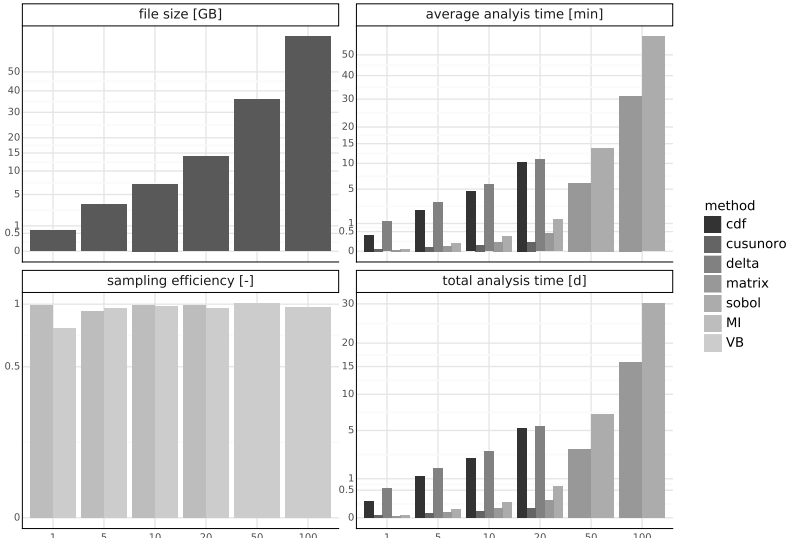 file size [GB]
average analyis time [min]
50
40
30
20
15
10
5
1
0.5
0
50
40
30
20
15
10
5
1
0.5
0
method
cdf
cusunoro
delta
matrix
sobol
MI
VB
sampling efficiency [-]
total analysis time [d]
1
0.5
0
30
20
15
10
5
1
0.5
0
1 5 10 20 50 100
1 5 10 20 50 100